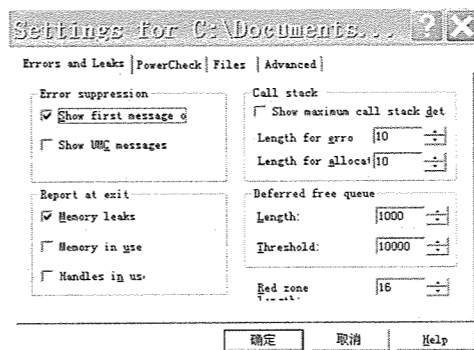 Settings for C:\Documents...
Errors and Leaks PowerCheck Files Advanced
Error suppression
Show first message o
Show UMC messages
Report at exit
Memory leaks
Memory in use
Handles in us
Call stack
Show maximum call stack det
Length for erro 10
Length for allocat 10
Deferred free queue
Length: 1000
Threshold: 10000
Red zone 16
length:
确定 取消 Help